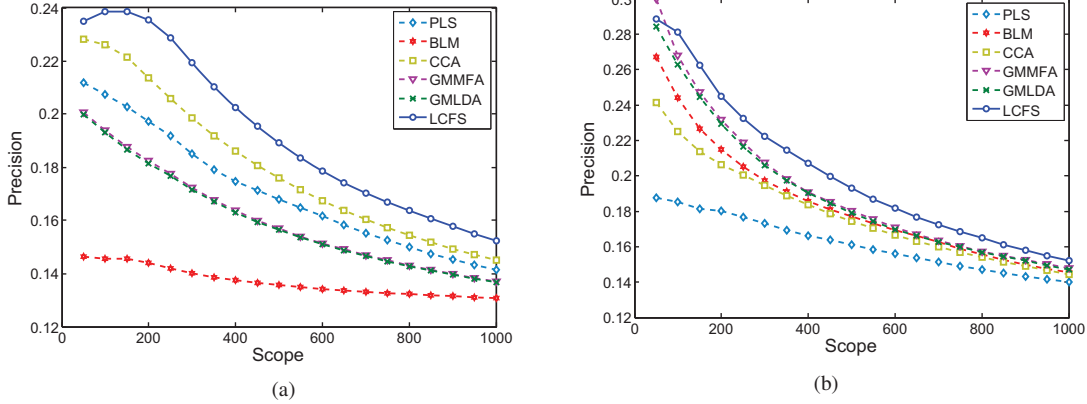 0.24
0.22
0.2
0.18
0.16
0.14
0.12
Precision
0 200 400 600 800 1000
Scope
PLS
BLM
CCA
GMMFA
GMLDA
LCFS
(a)
0.3
0.28
0.26
0.24
0.22
0.2
0.18
0.16
0.14
0.12
Precision
0 200 400 600 800 1000
Scope
PLS
BLM
CCA
GMMFA
GMLDA
LCFS
(b)